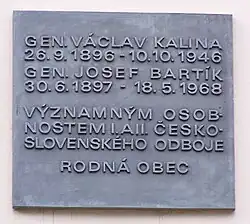 GEN. VÁCLAV KALINA
26.9.1896 - 10.10.1946
GEN. JOSEF BARTÍK
30.6.1897 - 18.5.1968
VÝZNAMNÝM OSOB-
NOSTEM I. A II. ČESKO-
SLOVENSKÉHO ODBOJE
RODNÁ OBEC